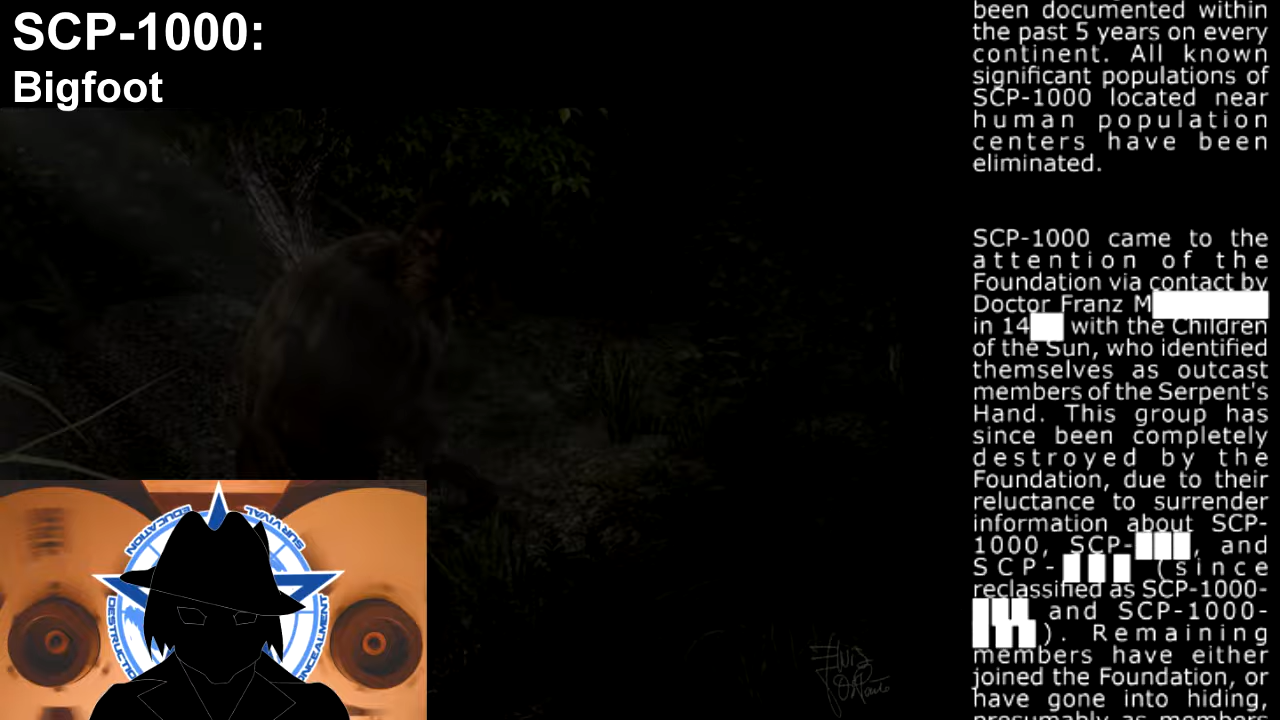 SCP-1000:
Bigfoot
been documented within
the past 5 years on every
continent. All known
significant populations of
SCP-1000 located near
human population
centers have been
eliminated.
SCP-1000 came to the
attention of the
Foundation via contact by
Doctor Franz M████████
in 14██ with the Children
of the Sun, who identified
themselves as outcast
members of the Serpent's
Hand. This group has
since been completely
destroyed by the
Foundation, due to their
reluctance to surrender
information about SCP-
1000, SCP-███, and
SCP-███ (since
reclassified as SCP-1000-
███ and SCP-1000-
███). Remaining
members have either
joined the Foundation, or
have gone into hiding,
presumably as members
EDUCATION
SURVIVAL